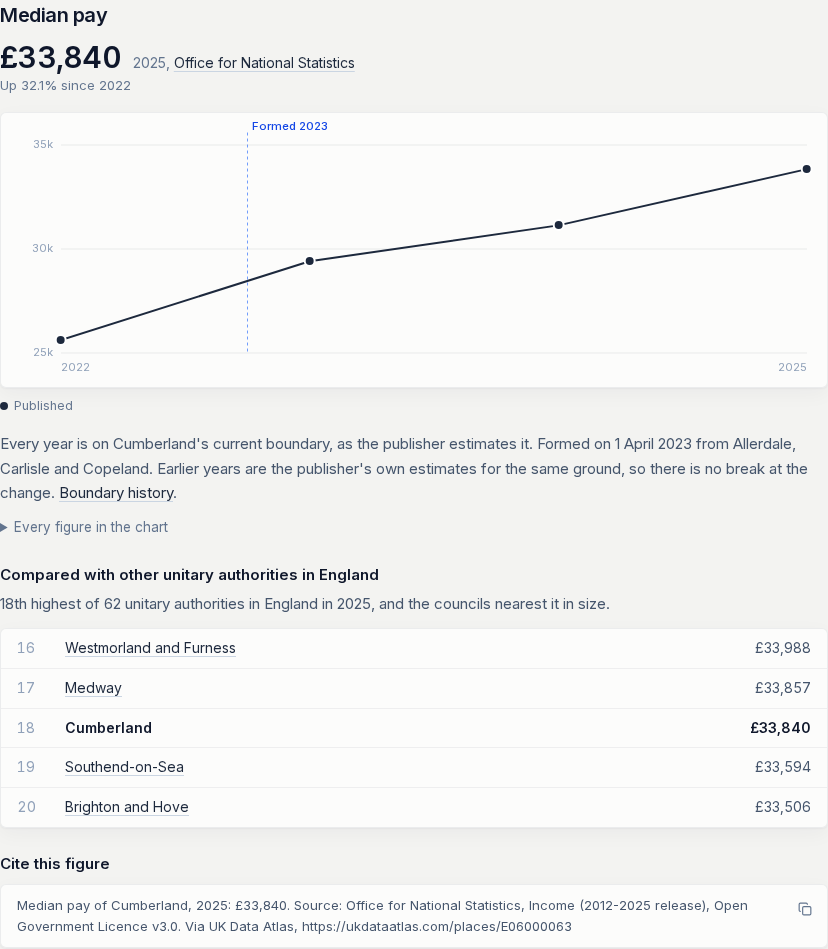 Median pay
£33,840 2025, Office for National Statistics
Up 32.1% since 2022
Formed 2023
35k
30k
25k
2022 2025
Published
Every year is on Cumberland's current boundary, as the publisher estimates it. Formed on 1 April 2023 from Allerdale,
Carlisle and Copeland. Earlier years are the publisher's own estimates for the same ground, so there is no break at the
change. Boundary history.
Every figure in the chart
Compared with other unitary authorities in England
18th highest of 62 unitary authorities in England in 2025, and the councils nearest it in size.
16 Westmorland and Furness £33,988
17 Medway £33,857
18 Cumberland £33,840
19 Southend-on-Sea £33,594
20 Brighton and Hove £33,506
Cite this figure
Median pay of Cumberland, 2025: £33,840. Source: Office for National Statistics, Income (2012-2025 release), Open
Government Licence v3.0. Via UK Data Atlas, https://ukdataatlas.com/places/E06000063